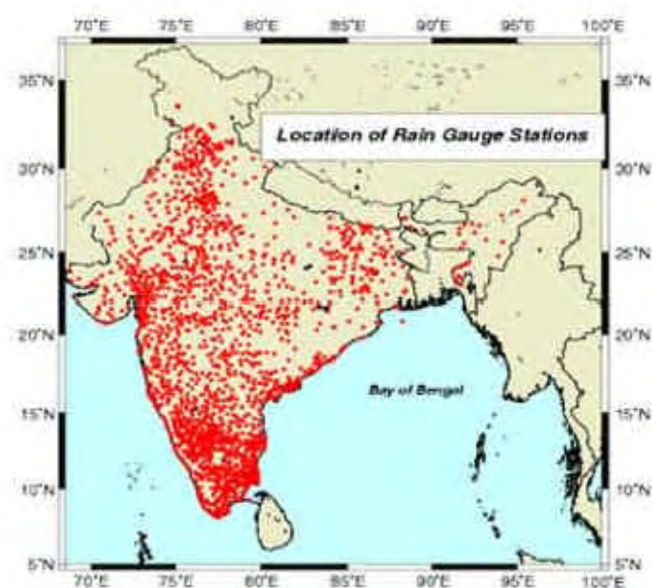 70°E 75°E 80°E 85°E 90°E 95°E 100°E
35°N 35°N
Location of Rain Gauge Stations
30°N 30°N
25°N 25°N
20°N 20°N
Bay of Bengal
15°N 15°N
10°N 10°N
5°N 5°N
70°E 75°E 80°E 85°E 90°E 95°E 100°E